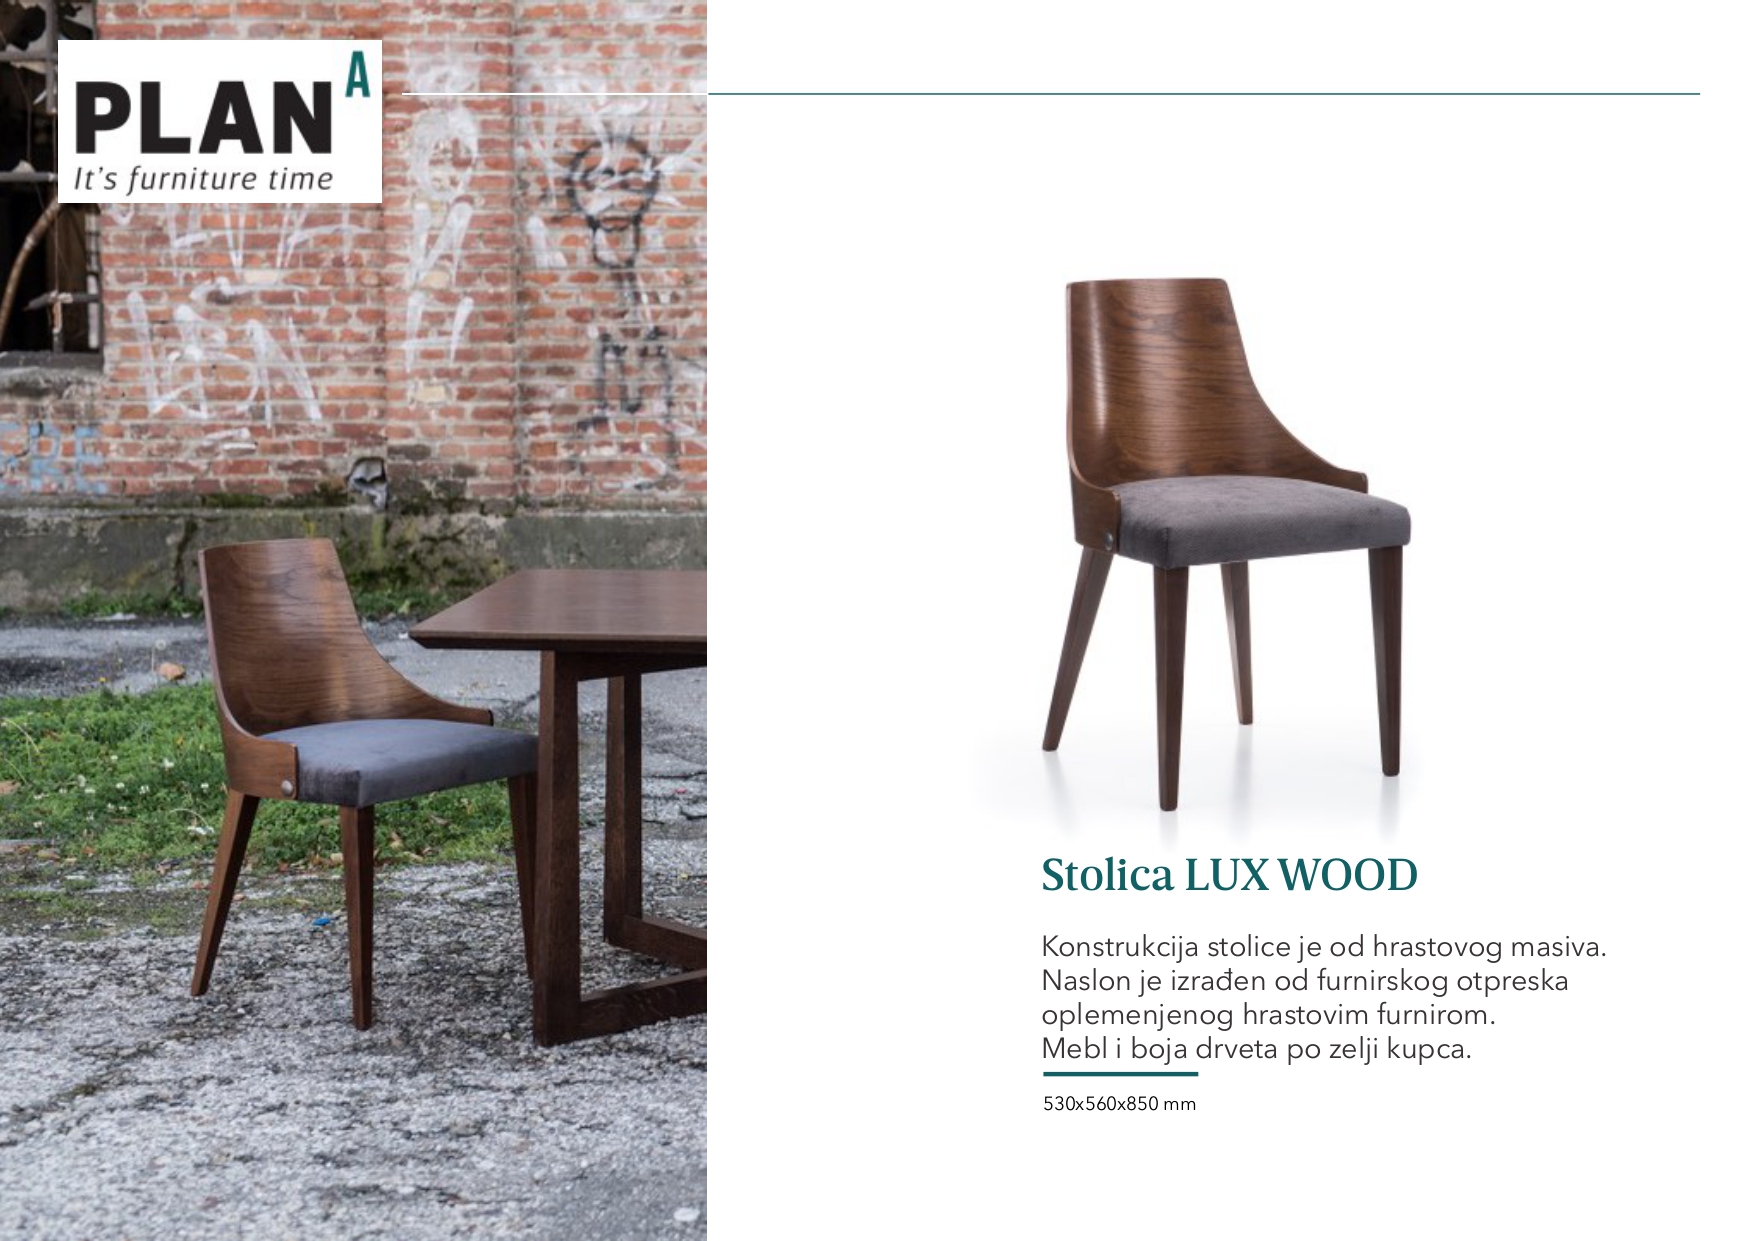 PLAN A
It's furniture time
Stolica LUX WOOD
Konstrukcija stolice je od hrastovog masiva.
Naslon je izrađen od furnirskog otpreska
oplemenjenog hrastovim furnirom.
Mebl i boja drveta po zelji kupca.
530x560x850 mm